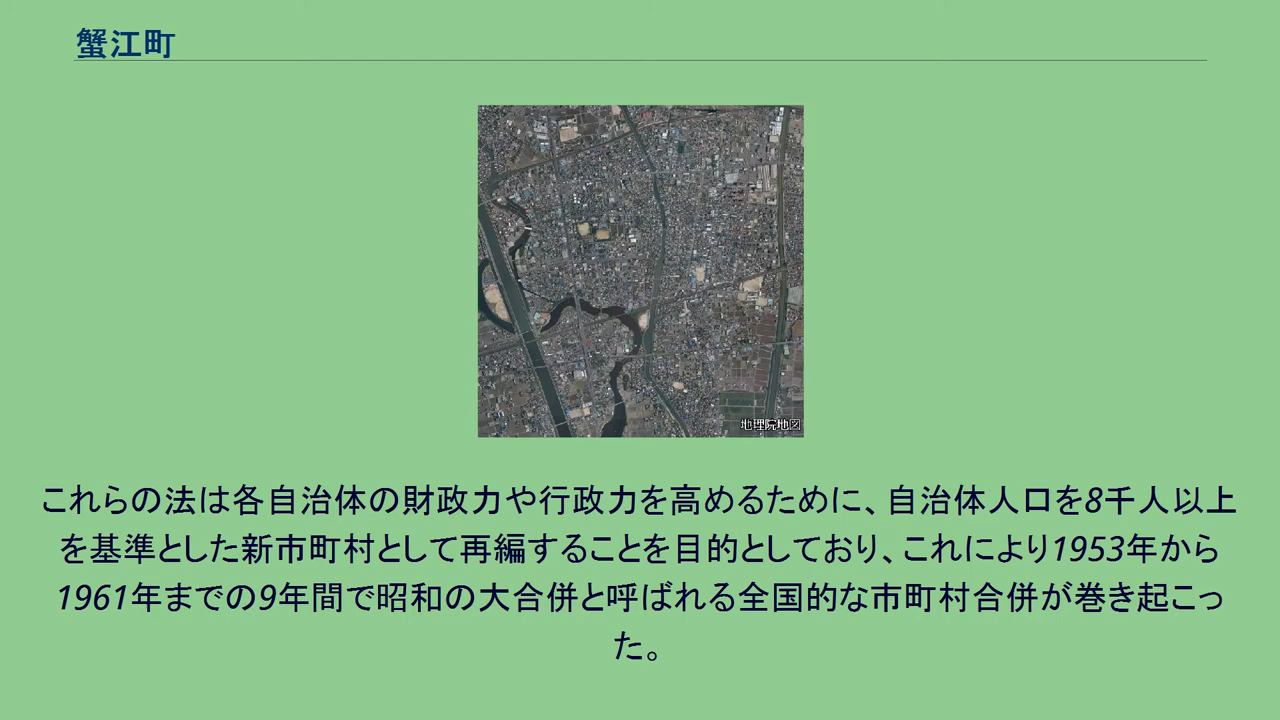 蟹江町
地理院地図
これらの法は各自治体の財政力や行政力を高めるために、自治体人口を8千人以上
を基準とした新市町村として再編することを目的としており、これにより1953年から
1961年までの9年間で昭和の大合併と呼ばれる全国的な市町村合併が巻き起こっ
た。